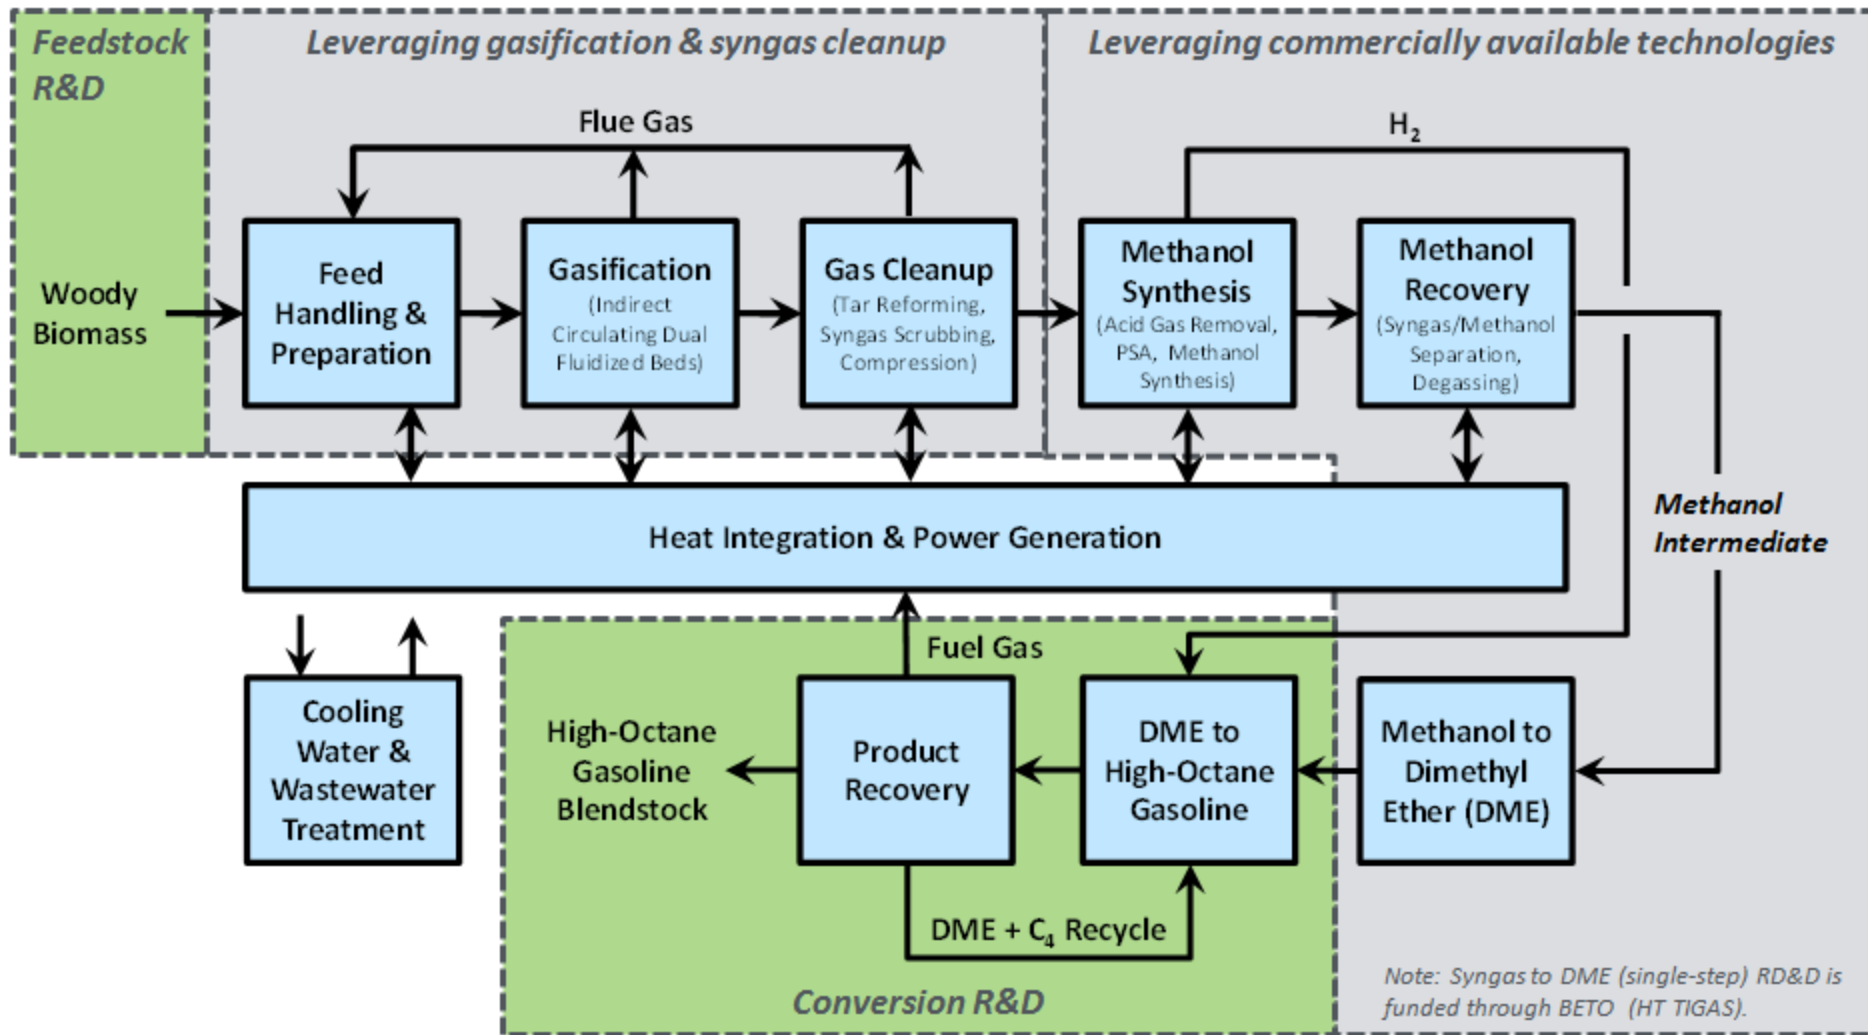 Feedstock
R&D
Leveraging gasification & syngas cleanup
Leveraging commercially available technologies
Flue Gas
H₂
Woody
Biomass
Feed
Handling &
Preparation
Gasification
(Indirect
Circulating Dual
Fluidized Beds)
Gas Cleanup
(Tar Reforming,
Syngas Scrubbing,
Compression)
Methanol
Synthesis
(Acid Gas Removal,
PSA, Methanol
Synthesis)
Methanol
Recovery
(Syngas/Methanol
Separation,
Degassing)
Heat Integration & Power Generation
Methanol
Intermediate
Fuel Gas
Cooling
Water &
Wastewater
Treatment
High-Octane
Gasoline
Blendstock
Product
Recovery
DME to
High-Octane
Gasoline
Methanol to
Dimethyl
Ether (DME)
DME + C₄ Recycle
Conversion R&D
Note: Syngas to DME (single-step) RD&D is
funded through BETO (HT TIGAS).